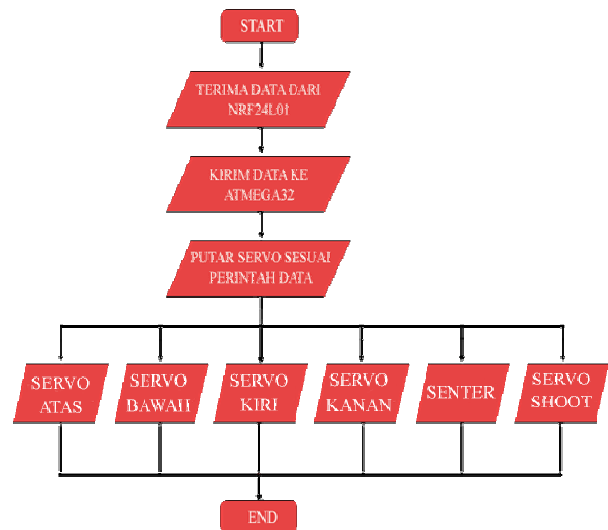 START
TERIMA DATA DARI
NRF24L01
KIRIM DATA KE
ATMEGA32
PUTAR SERVO SESUAI
PERINTAH DATA
SERVO
ATAS
SERVO
BAWAH
SERVO
KIRI
SERVO
KANAN
SENTER
SERVO
SHOOT
END